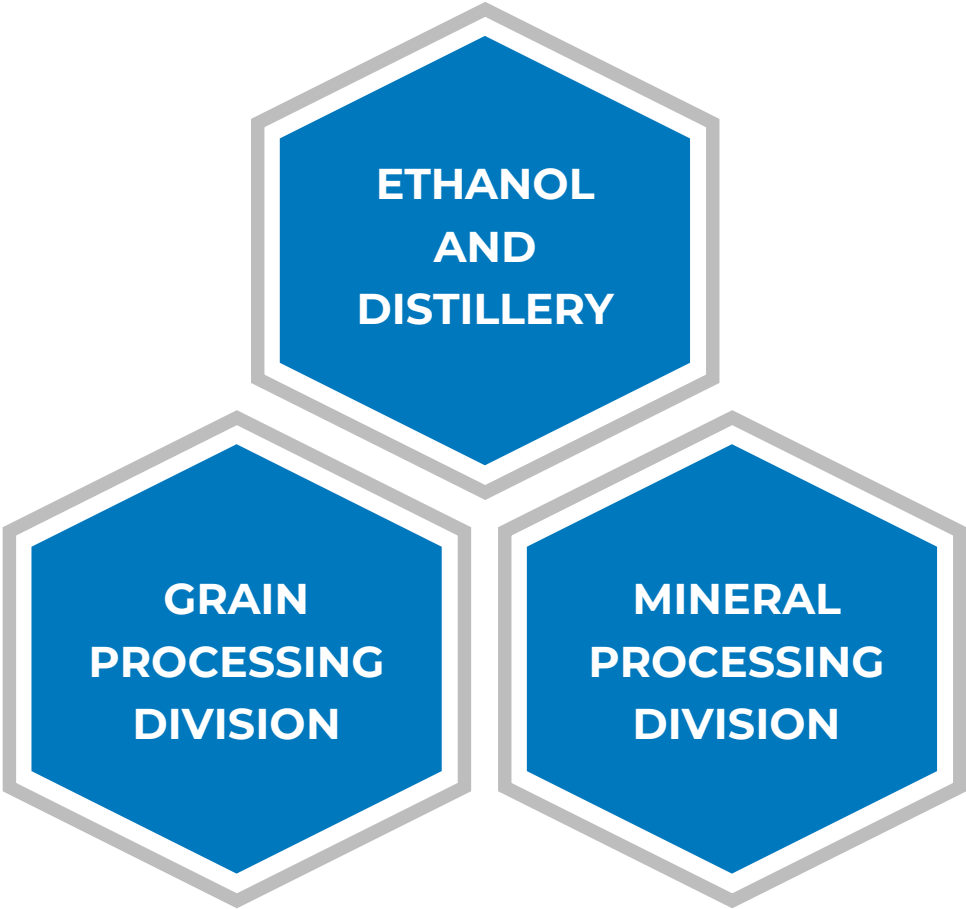 ETHANOL
AND
DISTILLERY
GRAIN
PROCESSING
DIVISION
MINERAL
PROCESSING
DIVISION